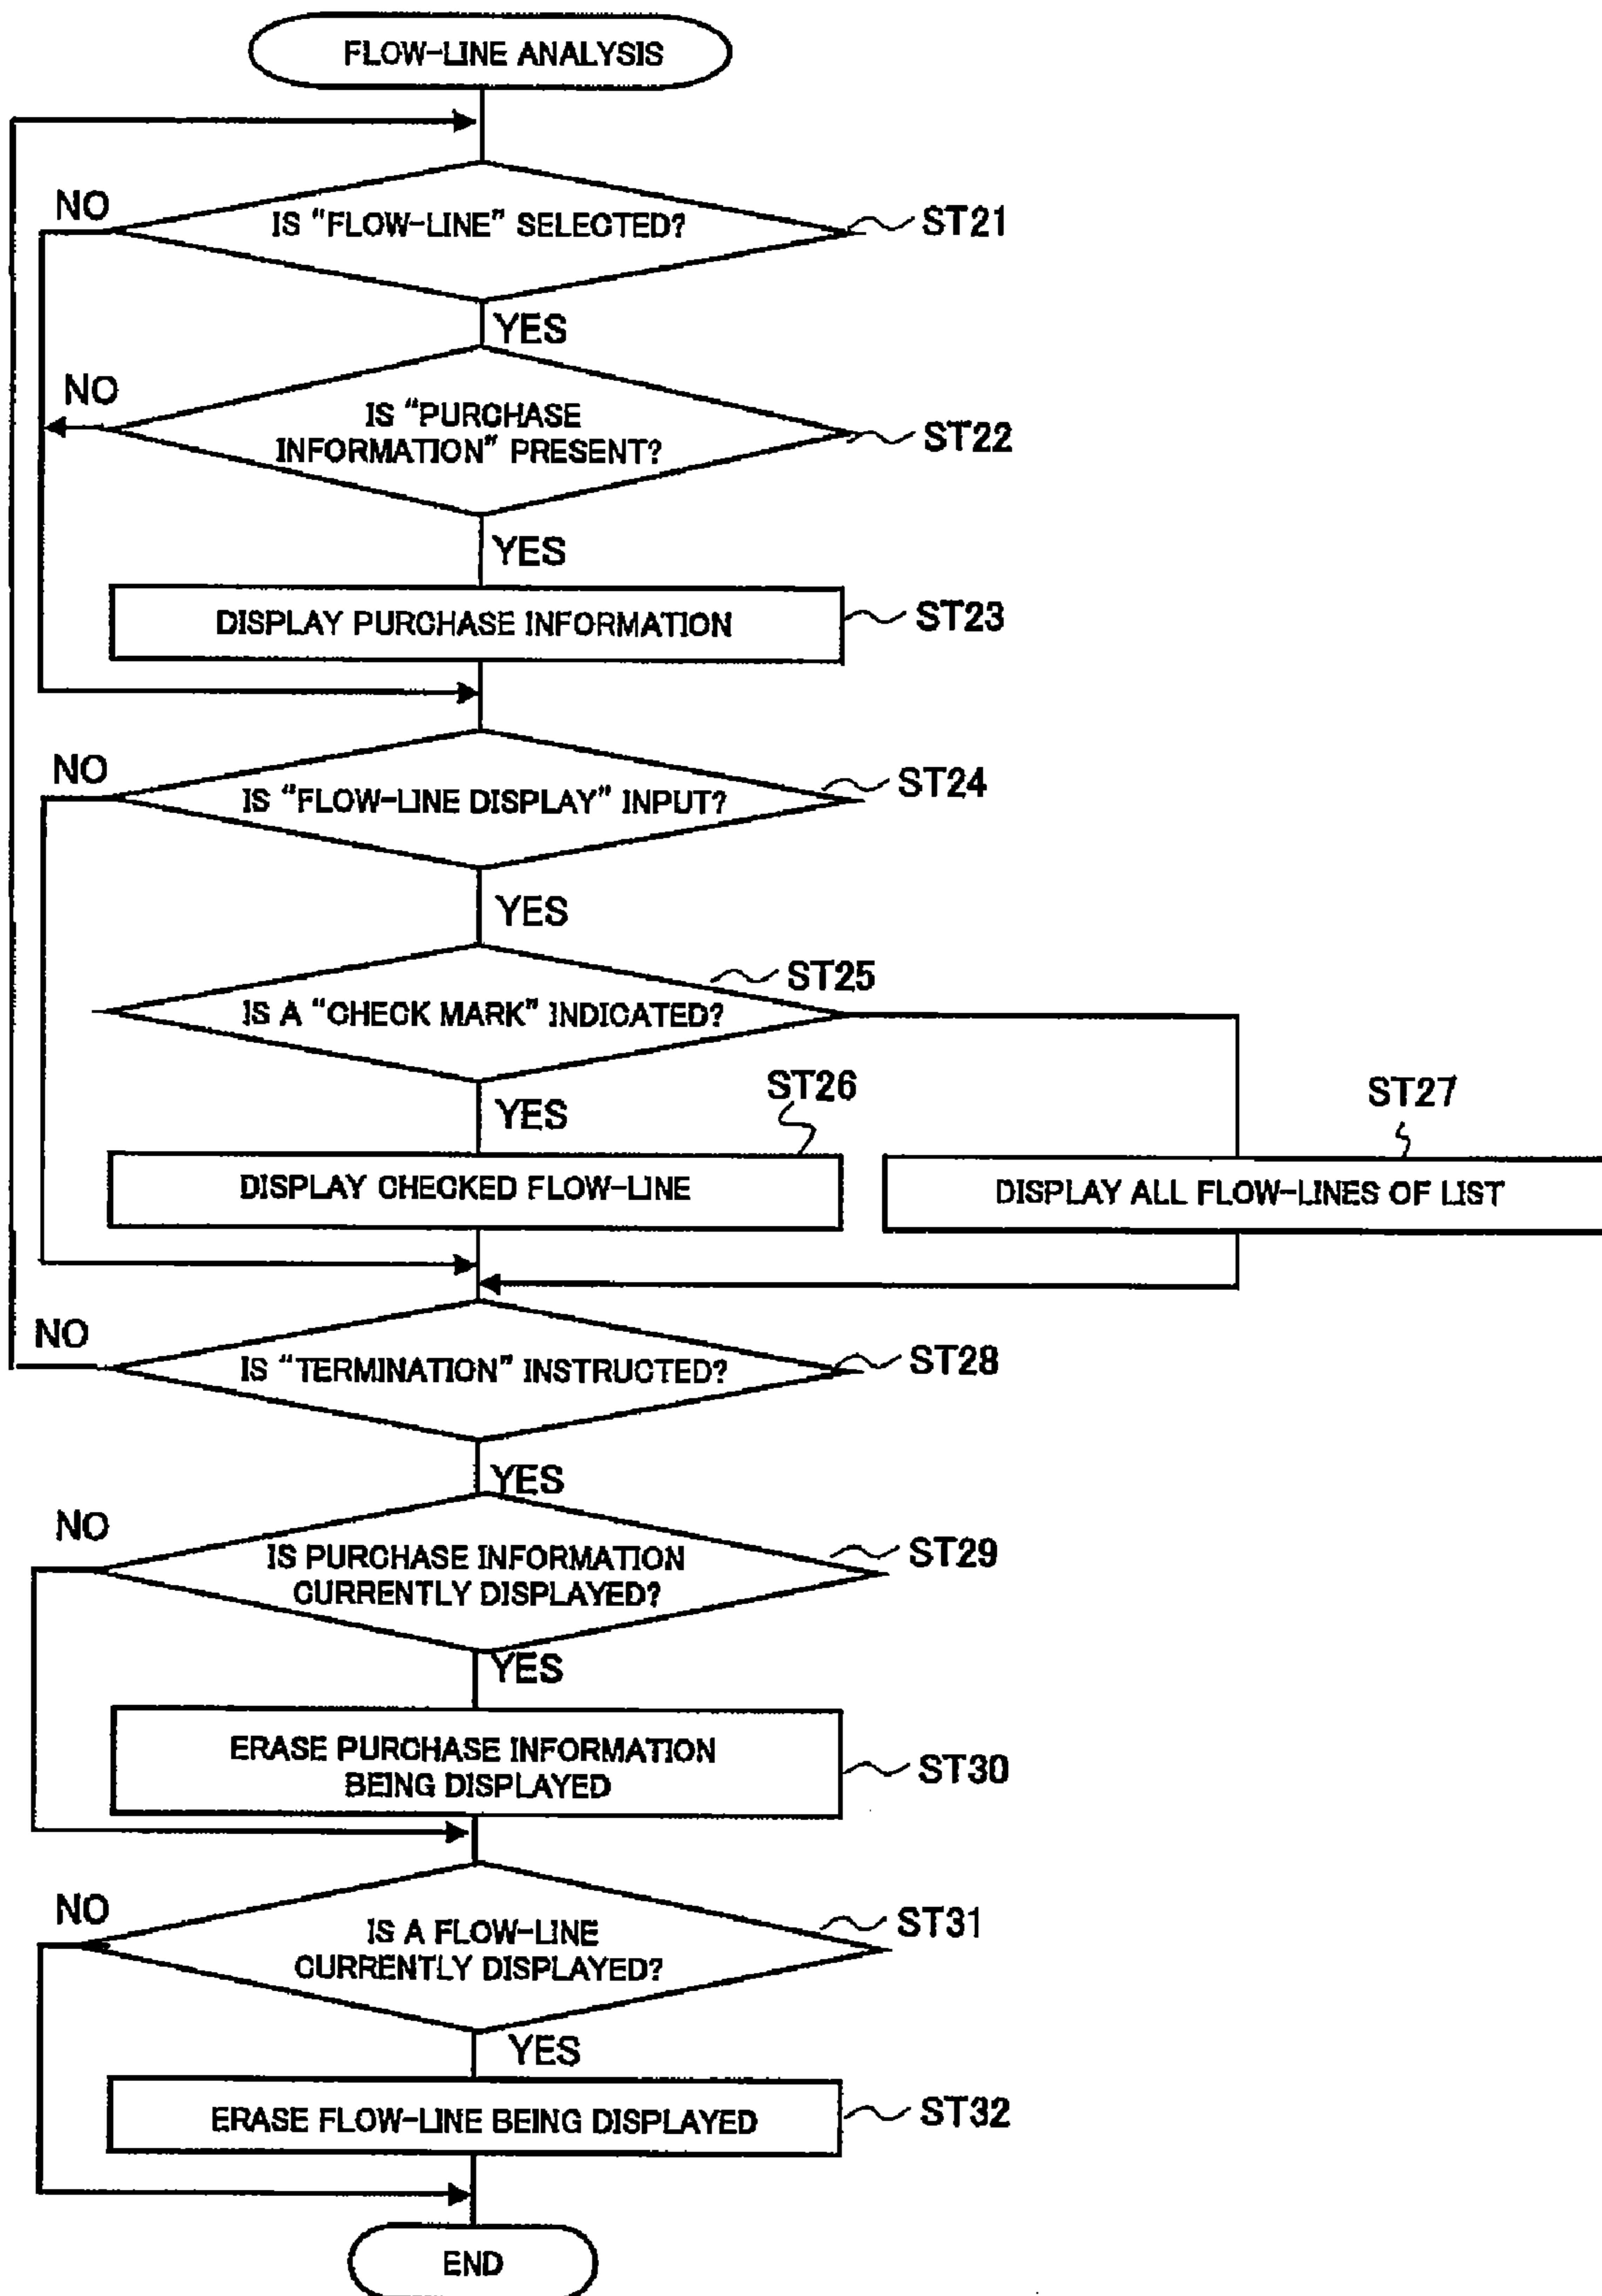 FLOW-LINE ANALYSIS
NO
IS "FLOW-LINE" SELECTED?
ST21
YES
NO
IS "PURCHASE
INFORMATION" PRESENT?
ST22
YES
DISPLAY PURCHASE INFORMATION
ST23
NO
IS "FLOW-LINE DISPLAY" INPUT?
ST24
YES
ST25
IS A "CHECK MARK" INDICATED?
YES
ST26
ST27
DISPLAY CHECKED FLOW-LINE
DISPLAY ALL FLOW-LINES OF LIST
NO
IS "TERMINATION" INSTRUCTED?
ST28
YES
NO
IS PURCHASE INFORMATION
CURRENTLY DISPLAYED?
ST29
YES
ERASE PURCHASE INFORMATION
BEING DISPLAYED
ST30
NO
IS A FLOW-LINE
CURRENTLY DISPLAYED?
ST31
YES
ERASE FLOW-LINE BEING DISPLAYED
ST32
END